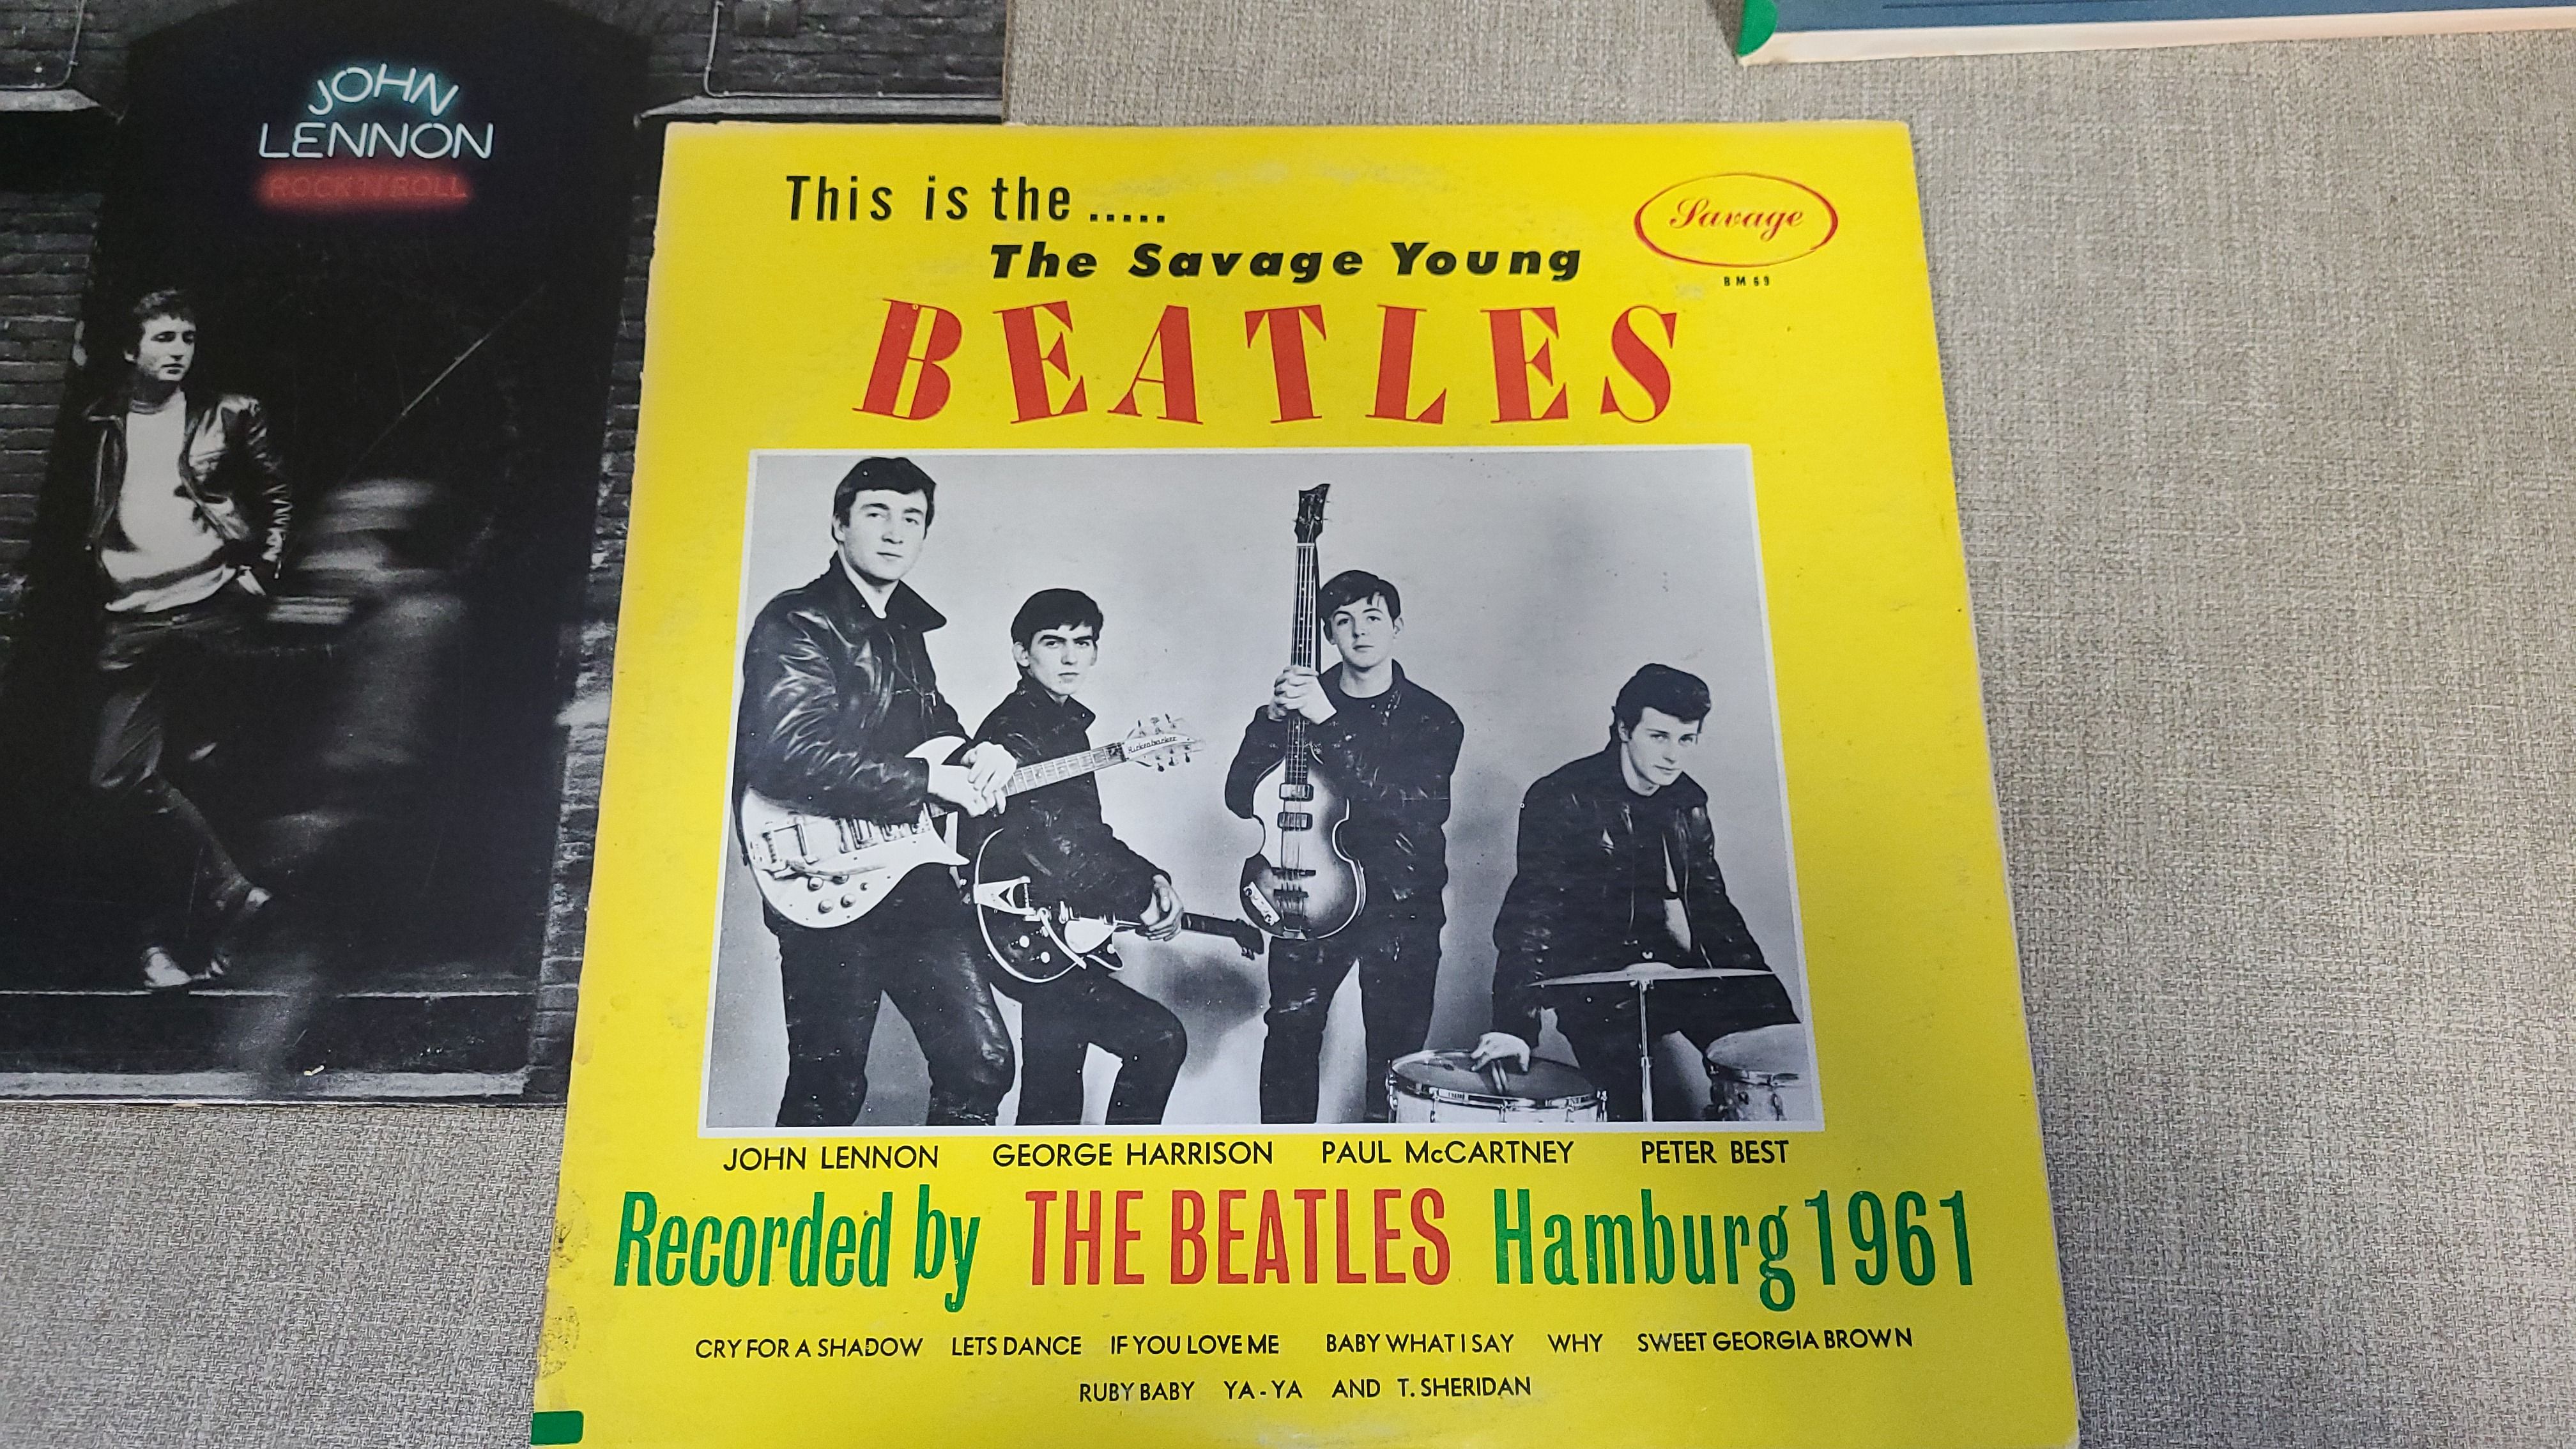 JOHN
LENNON
ROCK 'N' ROLL
This is the .....
The Savage Young
Savage
BM 69
BEATLES
Rickenbacker
JOHN LENNON GEORGE HARRISON PAUL McCARTNEY PETER BEST
Recorded by THE BEATLES Hamburg 1961
CRY FOR A SHADOW LETS DANCE IF YOU LOVE ME BABY WHAT I SAY WHY SWEET GEORGIA BROWN
RUBY BABY YA-YA AND T. SHERIDAN